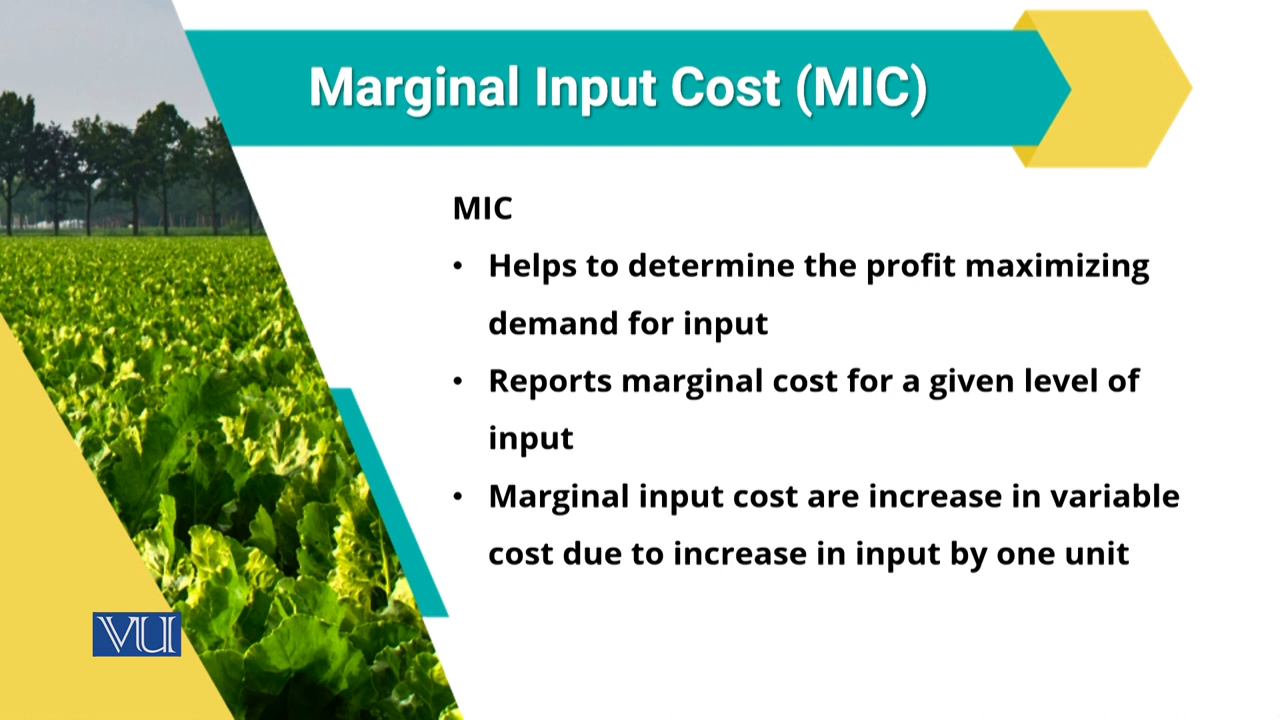 Marginal Input Cost (MIC)
MIC
• Helps to determine the profit maximizing
demand for input
• Reports marginal cost for a given level of
input
• Marginal input cost are increase in variable
cost due to increase in input by one unit
VU